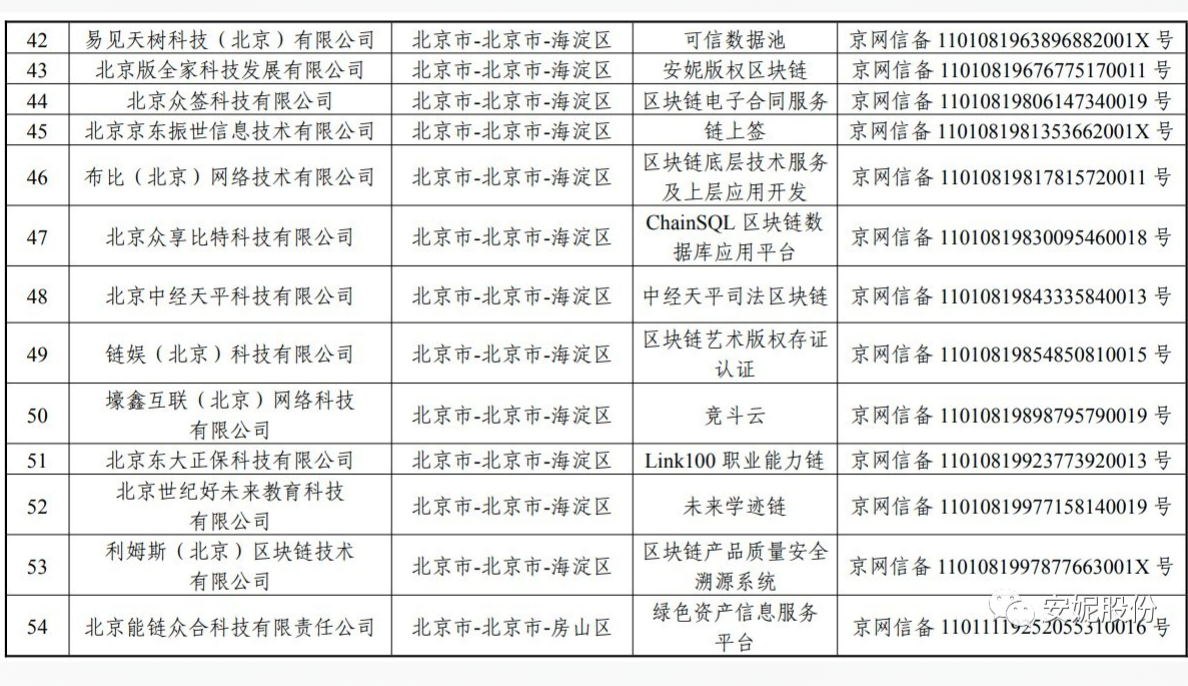 42 易见天树科技（北京）有限公司 北京市-北京市-海淀区 可信数据池 京网信备 1101081963896882001X 号
43 北京版全家科技发展有限公司 北京市-北京市-海淀区 安妮版权区块链 京网信备 11010819676775170011 号
44 北京众签科技有限公司 北京市-北京市-海淀区 区块链电子合同服务 京网信备 11010819806147340019 号
45 北京京东振世信息技术有限公司 北京市-北京市-海淀区 链上签 京网信备 1101081981353662001X 号
46 布比（北京）网络技术有限公司 北京市-北京市-海淀区 区块链底层技术服务
及上层应用开发 京网信备 11010819817815720011 号
47 北京众享比特科技有限公司 北京市-北京市-海淀区 ChainSQL 区块链数
据库应用平台 京网信备 11010819830095460018 号
48 北京中经天平科技有限公司 北京市-北京市-海淀区 中经天平司法区块链 京网信备 11010819843335840013 号
49 链娱（北京）科技有限公司 北京市-北京市-海淀区 区块链艺术版权存证
认证 京网信备 11010819854850810015 号
50 壕鑫互联（北京）网络科技
有限公司 北京市-北京市-海淀区 竞斗云 京网信备 11010819898795790019 号
51 北京东大正保科技有限公司 北京市-北京市-海淀区 Link100 职业能力链 京网信备 11010819923773920013 号
52 北京世纪好未来教育科技
有限公司 北京市-北京市-海淀区 未来学迹链 京网信备 11010819977158140019 号
53 利姆斯（北京）区块链技术
有限公司 北京市-北京市-海淀区 区块链产品质量安全
溯源系统 京网信备 1101081997877663001X 号
54 北京能链众合科技有限责任公司 北京市-北京市-房山区 绿色资产信息服务
平台 京网信备 11011119252055310016 号
安妮股份